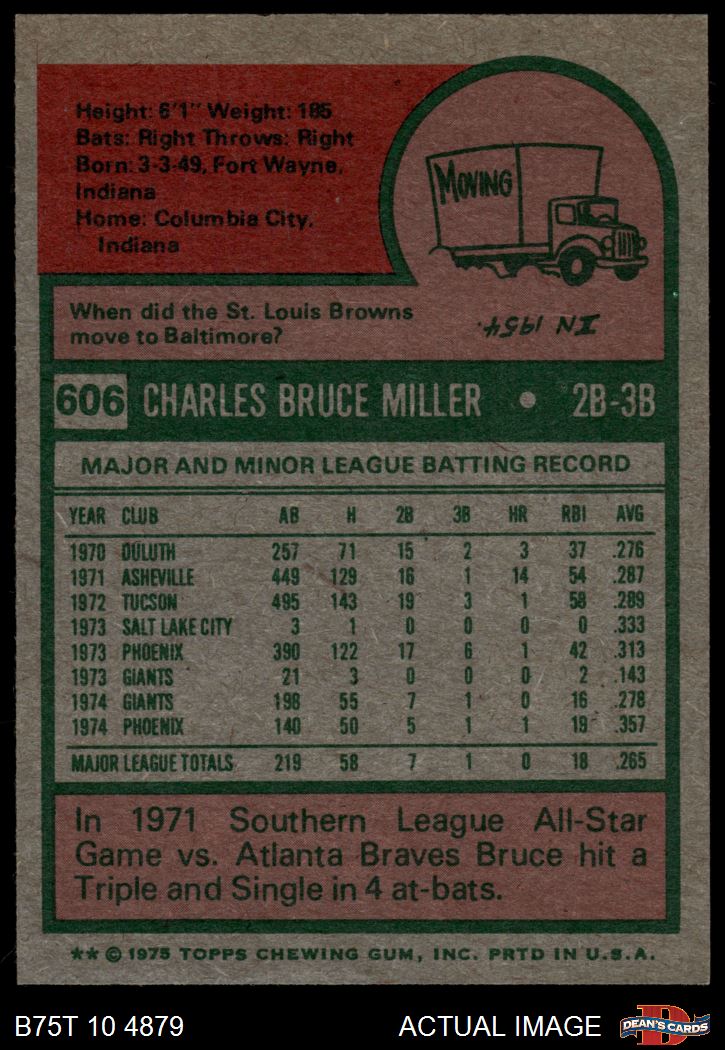 Height: 6'1" Weight: 185
Bats: Right Throws: Right
Born: 3-3-49, Fort Wayne,
Indiana
Home: Columbia City,
Indiana
MOVING
When did the St. Louis Browns
move to Baltimore?
IN 1954.
606 CHARLES BRUCE MILLER • 2B-3B
MAJOR AND MINOR LEAGUE BATTING RECORD
YEAR CLUB AB H 2B 3B HR RBI AVG
1970 DULUTH 257 71 15 2 3 37 .276
1971 ASHEVILLE 449 129 16 1 14 54 .287
1972 TUCSON 495 143 19 3 1 58 .289
1973 SALT LAKE CITY 3 1 0 0 0 0 .333
1973 PHOENIX 390 122 17 6 1 42 .313
1973 GIANTS 21 3 0 0 0 2 .143
1974 GIANTS 198 55 7 1 0 16 .278
1974 PHOENIX 140 50 5 1 1 19 .357
MAJOR LEAGUE TOTALS 219 58 7 1 0 18 .265
In 1971 Southern League All-Star
Game vs. Atlanta Braves Bruce hit a
Triple and Single in 4 at-bats.
** © 1975 TOPPS CHEWING GUM, INC. PRTD IN U.S.A.
B75T 10 4879 ACTUAL IMAGE DEAN'S CARDS